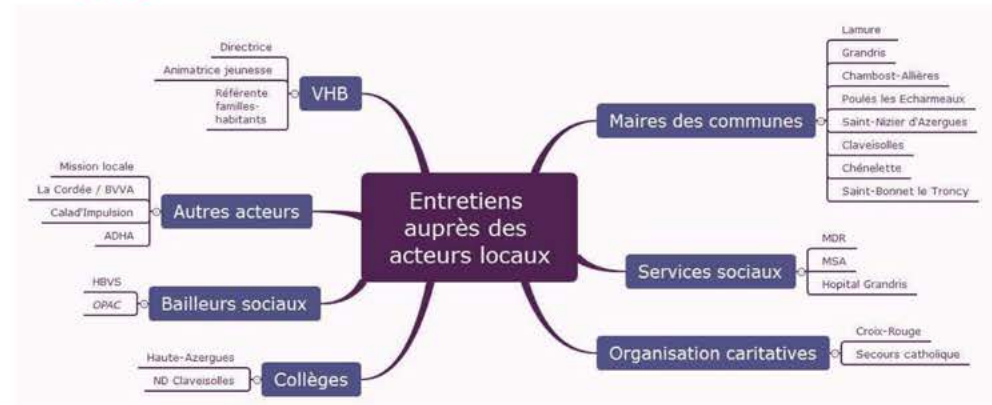 Entretiens
auprès des
acteurs locaux
VHB
Directrice
Animatrice jeunesse
Référente
familles-
habitants
Autres acteurs
Mission locale
La Cordée / BVVA
Calad'Impulsion
ADHA
Bailleurs sociaux
HBVS
OPAC
Collèges
Haute-Azergues
ND Claveisolles
Maires des communes
Lamure
Grandris
Chambost-Allières
Poules les Echarmeaux
Saint-Nizier d'Azergues
Claveisolles
Chénelette
Saint-Bonnet le Troncy
Services sociaux
MDR
MSA
Hopital Grandris
Organisation caritatives
Croix-Rouge
Secours catholique